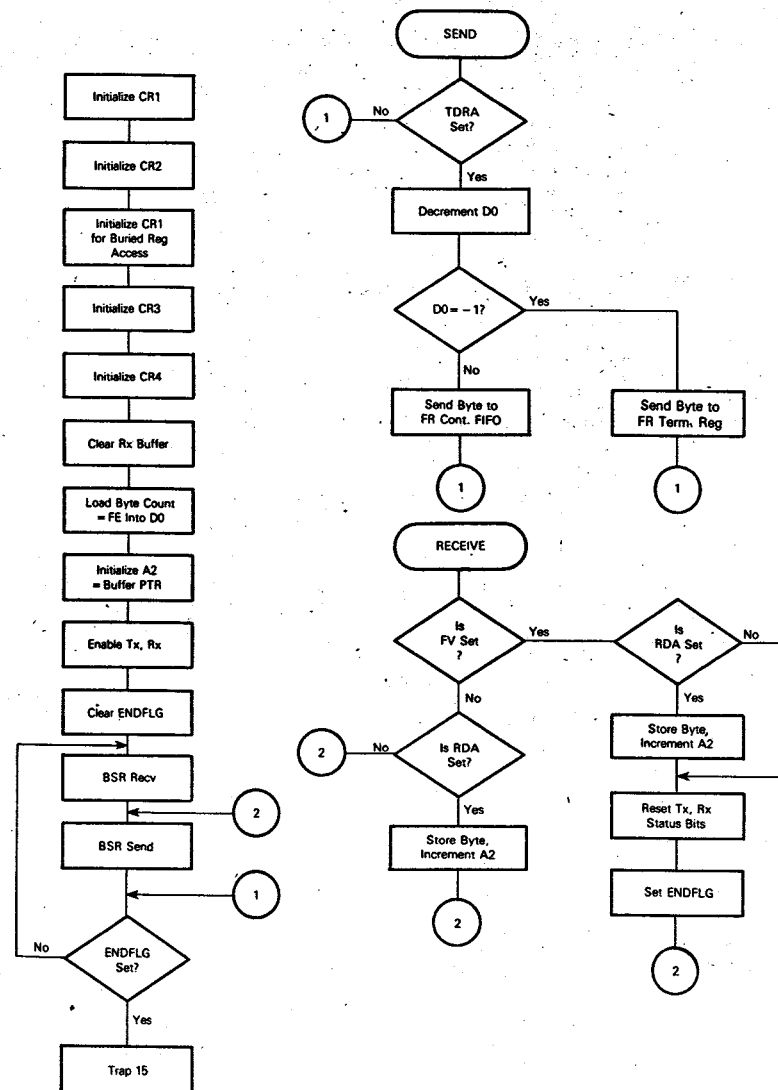 Initialize CR1
Initialize CR2
Initialize CR1
for Buried Reg
Access
Initialize CR3
Initialize CR4
Clear Rx Buffer
Load Byte Count
= FE Into D0
Initialize A2
= Buffer PTR
Enable Tx, Rx
Clear ENDFLG
BSR Recv
2
BSR Send
1
ENDFLG
Set?
No
Yes
Trap 15
SEND
TDRA
Set?
No
1
Yes
Decrement D0
D0= -1?
Yes
No
Send Byte to
FR Cont. FIFO
1
Send Byte to
FR Term. Reg
1
RECEIVE
Is
FV Set
?
Yes
No
Is RDA
Set?
No
2
Yes
Store Byte,
Increment A2
2
Is
RDA Set
?
No
Yes
Store Byte,
Increment A2
Reset Tx, Rx
Status Bits
Set ENDFLG
2